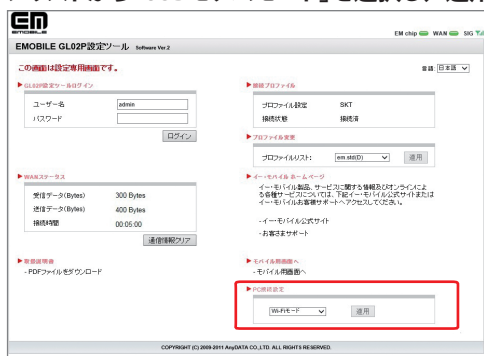 EMOBILE
EM chip WAN SIG
EMOBILE GL02P設定ツール Software Ver.2
この画面は設定専用画面です。
言語: 日本語
GL02P設定ツールログイン
ユーザー名 admin
パスワード
ログイン
接続プロファイル
プロファイル設定 SKT
接続状態 接続済
プロファイル変更
プロファイルリスト: em.std(D) 適用
WANステータス
受信データ(Bytes) 300 Bytes
送信データ(Bytes) 400 Bytes
接続時間 00:05:00
通信情報クリア
イー・モバイル ホームページ
イー・モバイル製品、サービスに関する情報及びオンラインによ
る各種サービスについては、下記イー・モバイル公式サイトまたは
イー・モバイルお客様サポートへアクセスしてください。
-イー・モバイル公式サイト
-お客さまサポート
取扱説明書
- PDFファイルをダウンロード
モバイル用画面へ
-モバイル用画面へ
PC接続設定
Wi-Fiモード 適用
COPYRIGHT (C) 2009-2011 AnyDATA CO.,LTD. ALL RIGHTS RESERVED.